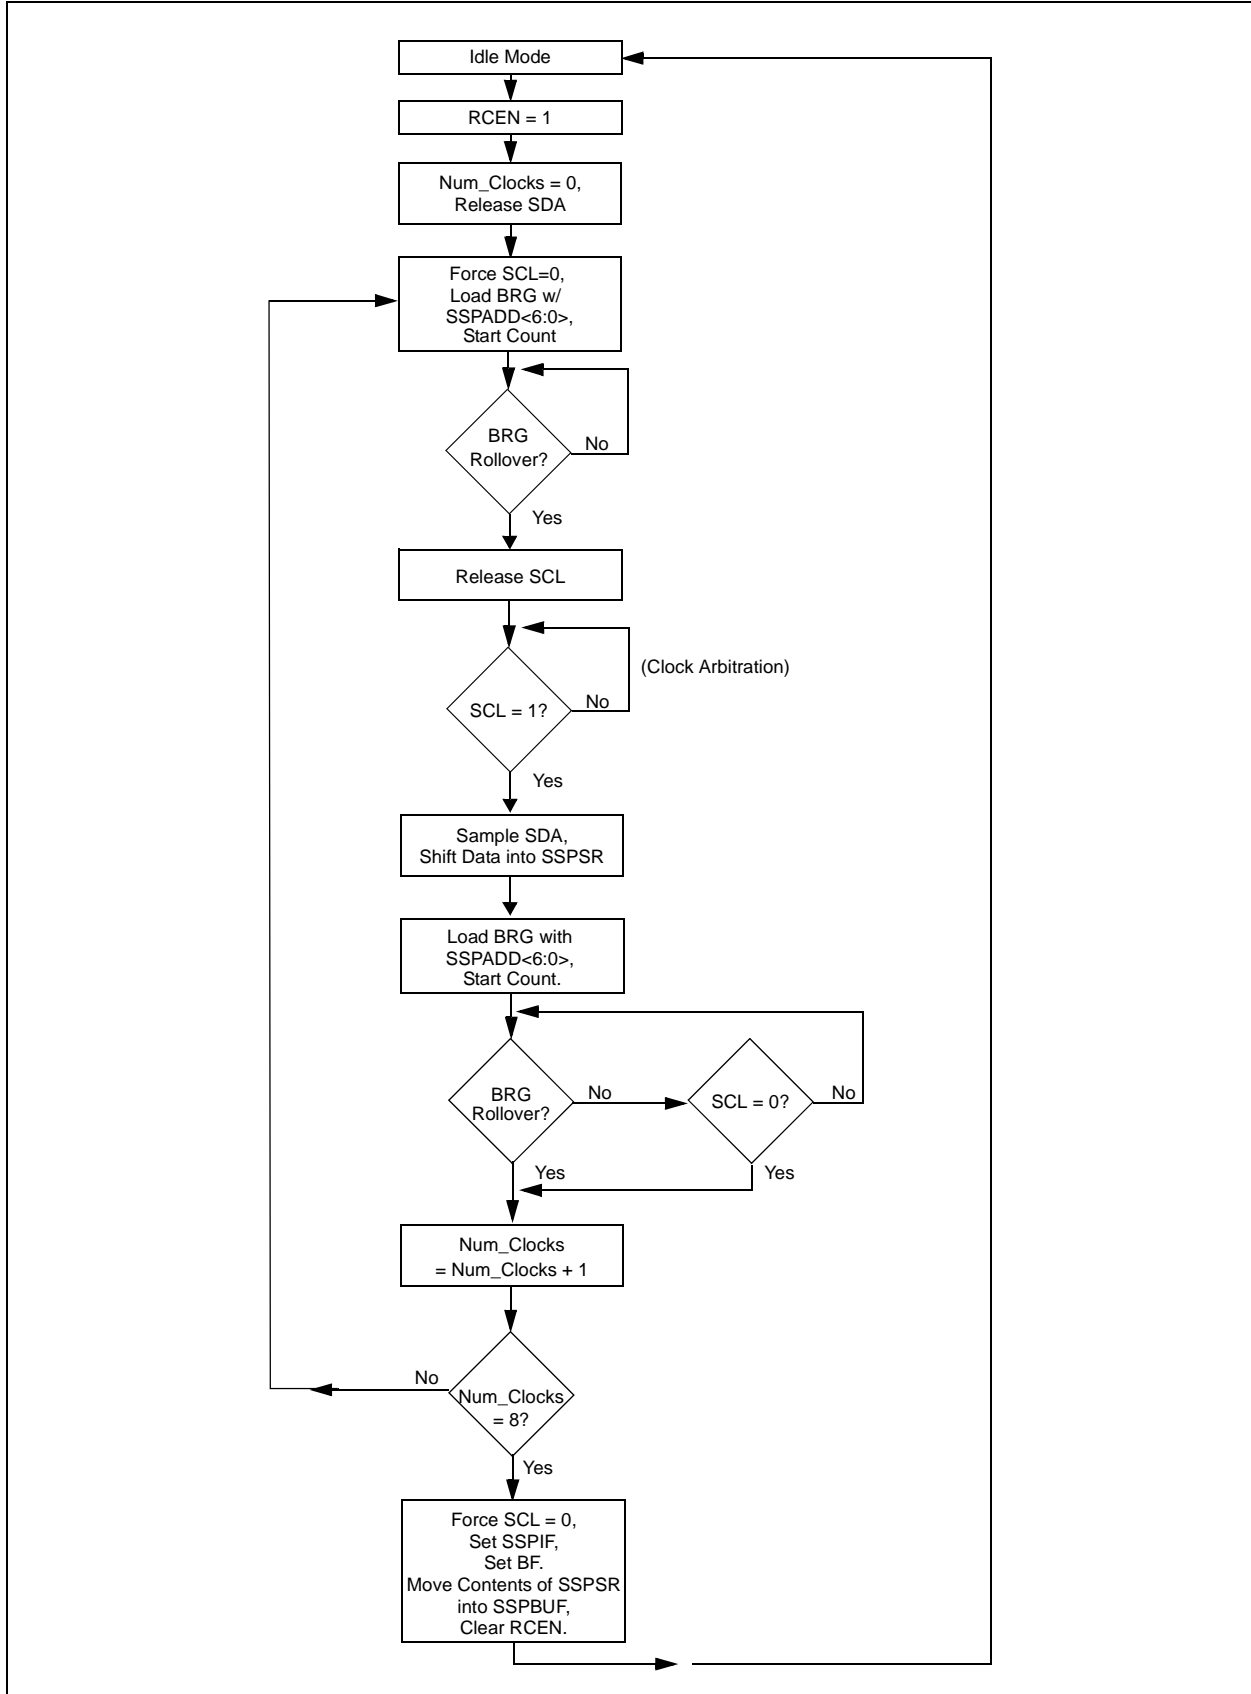 Idle Mode
RCEN = 1
Num_Clocks = 0,
Release SDA
Force SCL=0,
Load BRG w/
SSPADD<6:0>,
Start Count
BRG
Rollover?
No
Yes
Release SCL
(Clock Arbitration)
SCL = 1?
No
Yes
Sample SDA,
Shift Data into SSPSR
Load BRG with
SSPADD<6:0>,
Start Count.
BRG
Rollover?
No
SCL = 0?
No
Yes
Yes
Num_Clocks
= Num_Clocks + 1
No
Num_Clocks
= 8?
Yes
Force SCL = 0,
Set SSPIF,
Set BF.
Move Contents of SSPSR
into SSPBUF,
Clear RCEN.